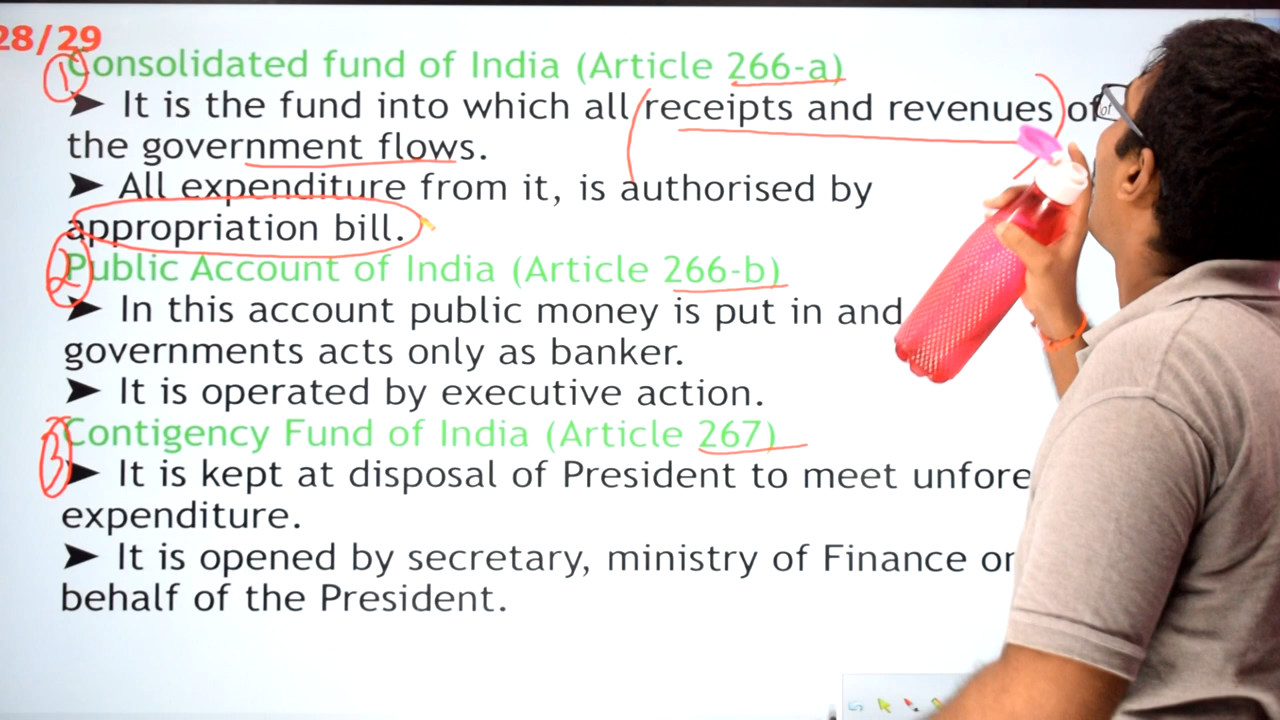 28/29
① Consolidated fund of India (Article 266-a)
➤ It is the fund into which all receipts and revenues of
the government flows.
➤ All expenditure from it, is authorised by
appropriation bill.
② Public Account of India (Article 266-b)
➤ In this account public money is put in and
governments acts only as banker.
➤ It is operated by executive action.
③ Contigency Fund of India (Article 267)
➤ It is kept at disposal of President to meet unfore
expenditure.
➤ It is opened by secretary, ministry of Finance on
behalf of the President.